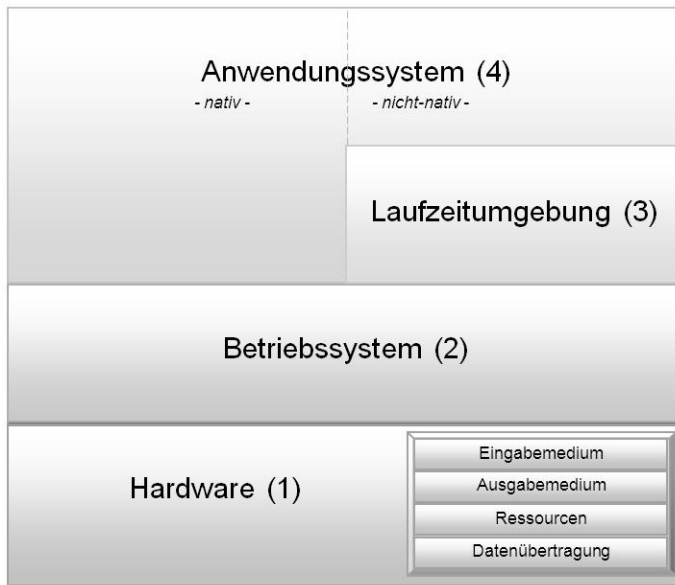 Anwendungssystem (4)
- nativ -
- nicht-nativ -
Laufzeitumgebung (3)
Betriebssystem (2)
Hardware (1)
Eingabemedium
Ausgabemedium
Ressourcen
Datenübertragung